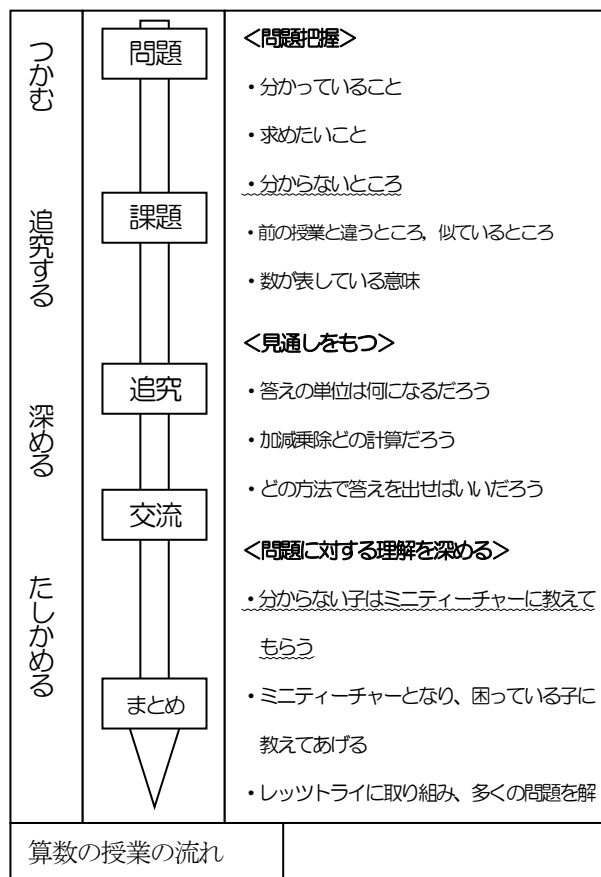 つかむ
追究する
深める
たしかめる
問題
課題
追究
交流
まとめ
<問題把握>
・分かっていること
・求めたいこと
・分からないところ
・前の授業と違うところ，似ているところ
・数が表している意味
<見通しをもつ>
・答えの単位は何になるだろう
・加減乗除どの計算だろう
・どの方法で答えを出せばいいだろう
<問題に対する理解を深める>
・分からない子はミニティーチャーに教えて
もらう
・ミニティーチャーとなり、困っている子に
教えてあげる
・レッツトライに取り組み、多くの問題を解
算数の授業の流れ